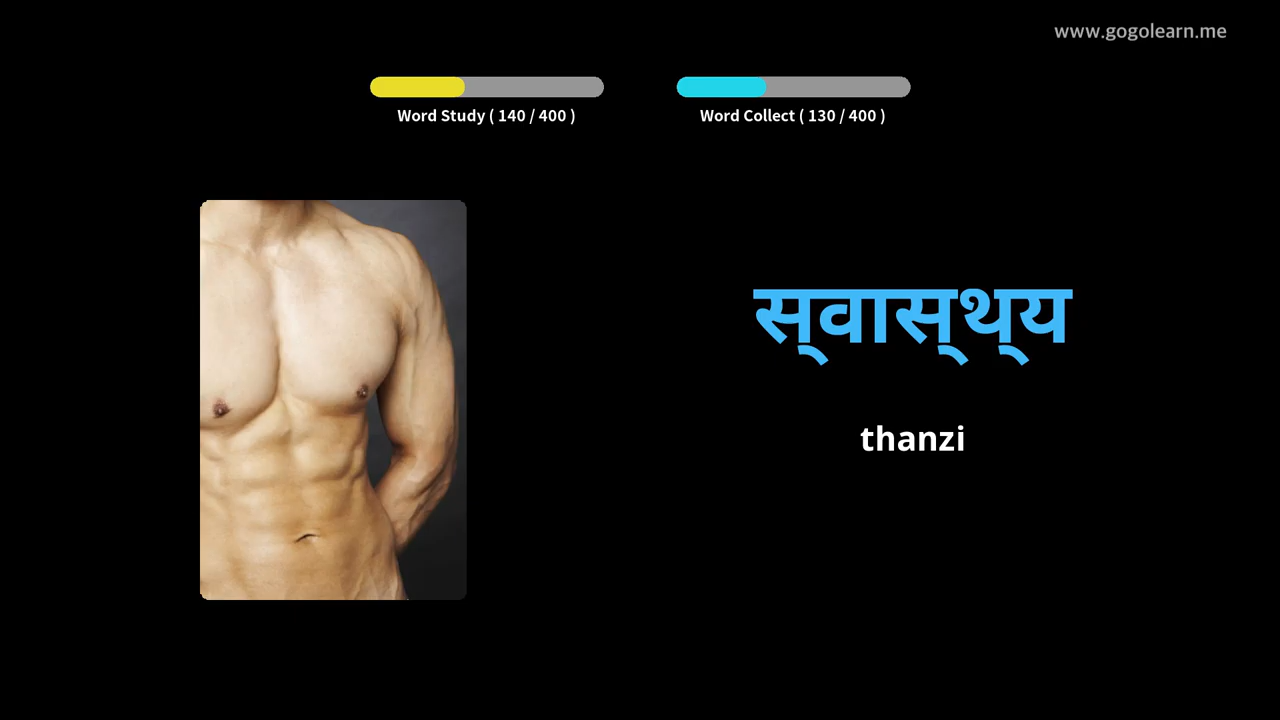 www.gogolearn.me
Word Study ( 140 / 400 )
Word Collect ( 130 / 400 )
स्‌वास्‌थ्‌य
thanzi